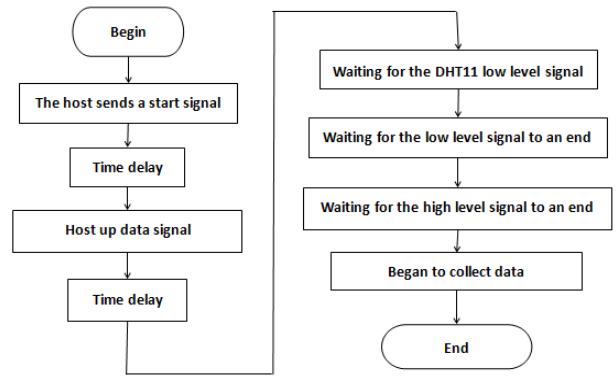 Begin
The host sends a start signal
Time delay
Host up data signal
Time delay
Waiting for the DHT11 low level signal
Waiting for the low level signal to an end
Waiting for the high level signal to an end
Began to collect data
End